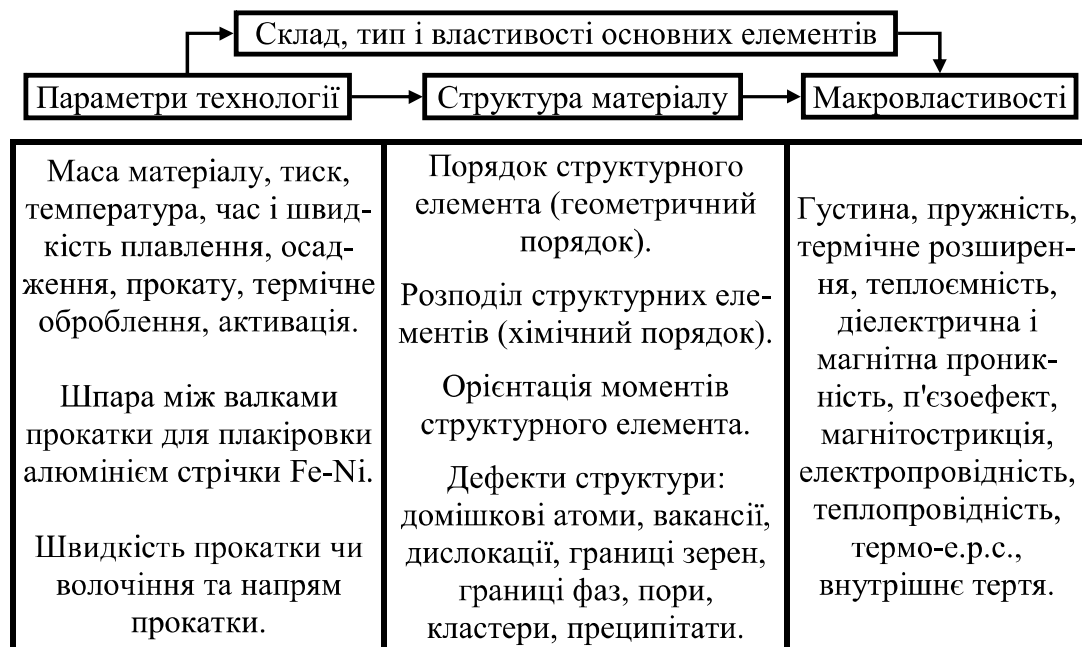 Склад, тип і властивості основних елементів
Параметри технології
Структура матеріалу
Макровластивості
Маса матеріалу, тиск,
температура, час і швид-
кість плавлення, осад-
ження, прокату, термічне
оброблення, активація.
Шпара між валками
прокатки для плакіровки
алюмінієм стрічки Fe-Ni.
Швидкість прокатки чи
волочіння та напрям
прокатки.
Порядок структурного
елемента (геометричний
порядок).
Розподіл структурних еле-
ментів (хімічний порядок).
Орієнтація моментів
структурного елемента.
Дефекти структури:
домішкові атоми, вакансії,
дислокації, границі зерен,
границі фаз, пори,
кластери, преципітати.
Густина, пружність,
термічне розширен-
ня, теплоємність,
діелектрична і
магнітна проник-
ність, п'єзоефект,
магнітострикція,
електропровідність,
теплопровідність,
термо-е.р.с.,
внутрішнє тертя.